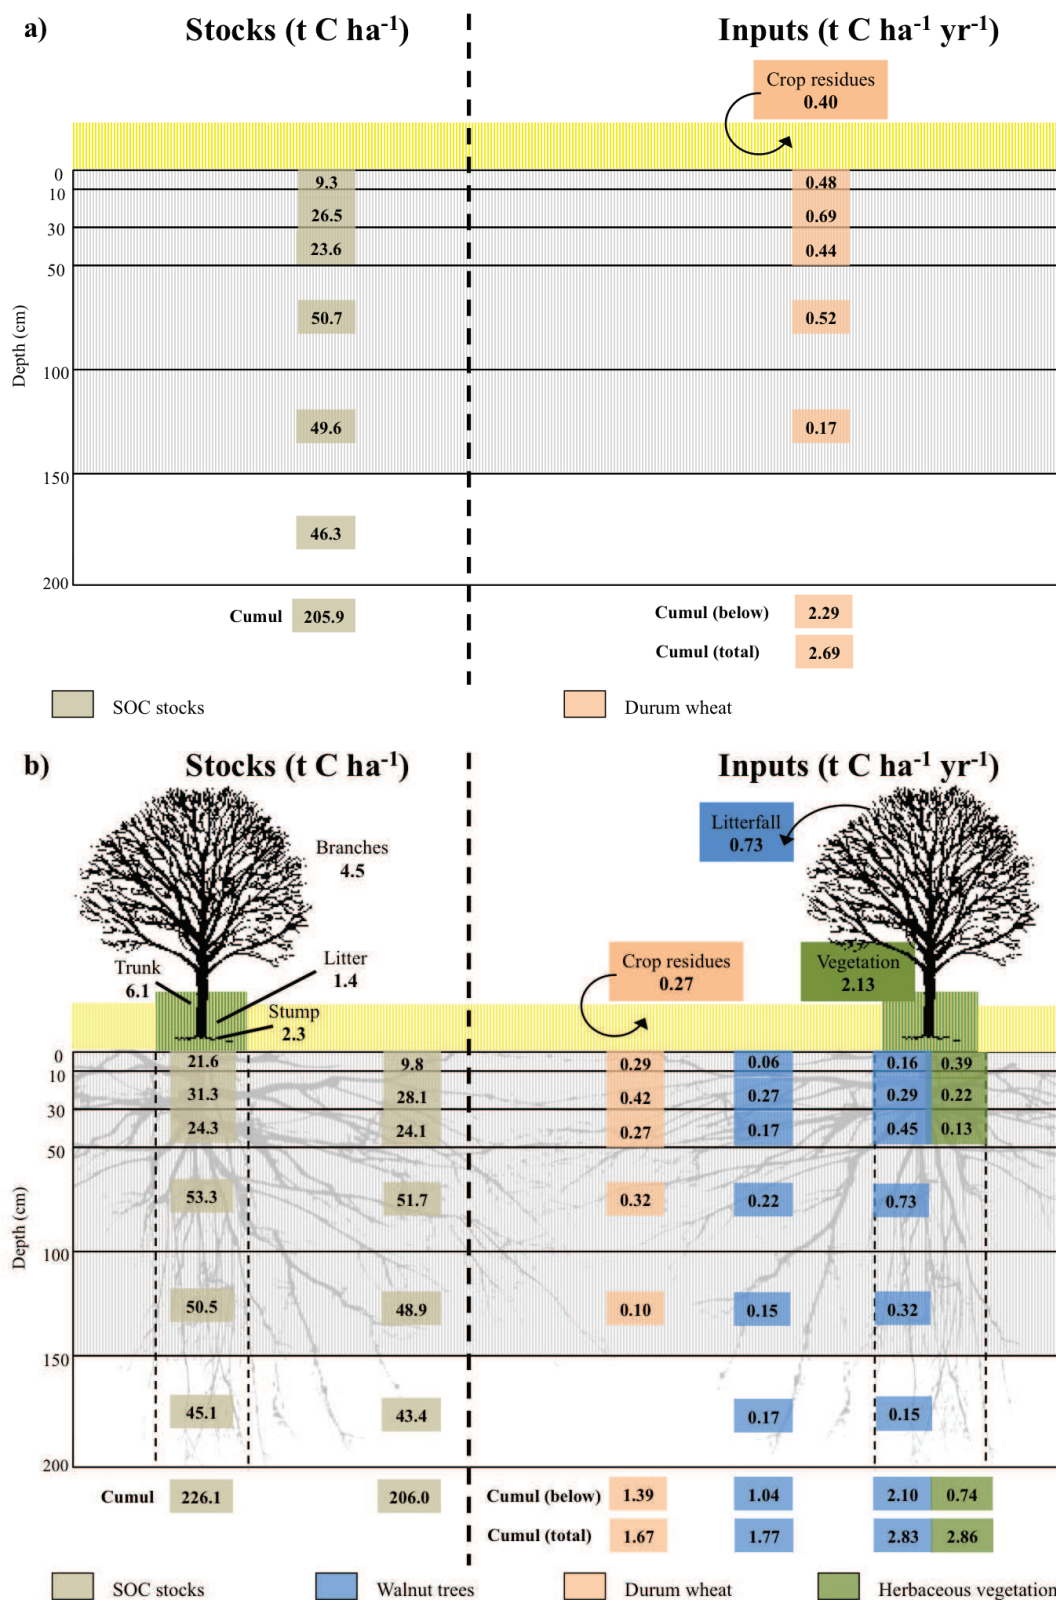 a)
Stocks (t C ha-1)
Inputs (t C ha-1 yr-1)
Crop residues
0.40
0
9.3
0.48
10
26.5
0.69
30
23.6
0.44
50
50.7
0.52
Depth (cm)
100
49.6
0.17
150
46.3
200
Cumul
205.9
Cumul (below)
2.29
Cumul (total)
2.69
SOC stocks
Durum wheat
b)
Stocks (t C ha-1)
Inputs (t C ha-1 yr-1)
Branches
4.5
Litterfall
0.73
Trunk
6.1
Litter
1.4
Stump
2.3
Crop residues
0.27
Vegetation
2.13
0
21.6
9.8
0.29
0.06
0.16
0.39
10
31.3
28.1
0.42
0.27
0.29
0.22
30
24.3
24.1
0.27
0.17
0.45
0.13
50
53.3
51.7
0.32
0.22
0.73
Depth (cm)
100
50.5
48.9
0.10
0.15
0.32
150
45.1
43.4
0.17
0.15
200
Cumul
226.1
206.0
Cumul (below)
1.39
1.04
2.10
0.74
Cumul (total)
1.67
1.77
2.83
2.86
SOC stocks
Walnut trees
Durum wheat
Herbaceous vegetation